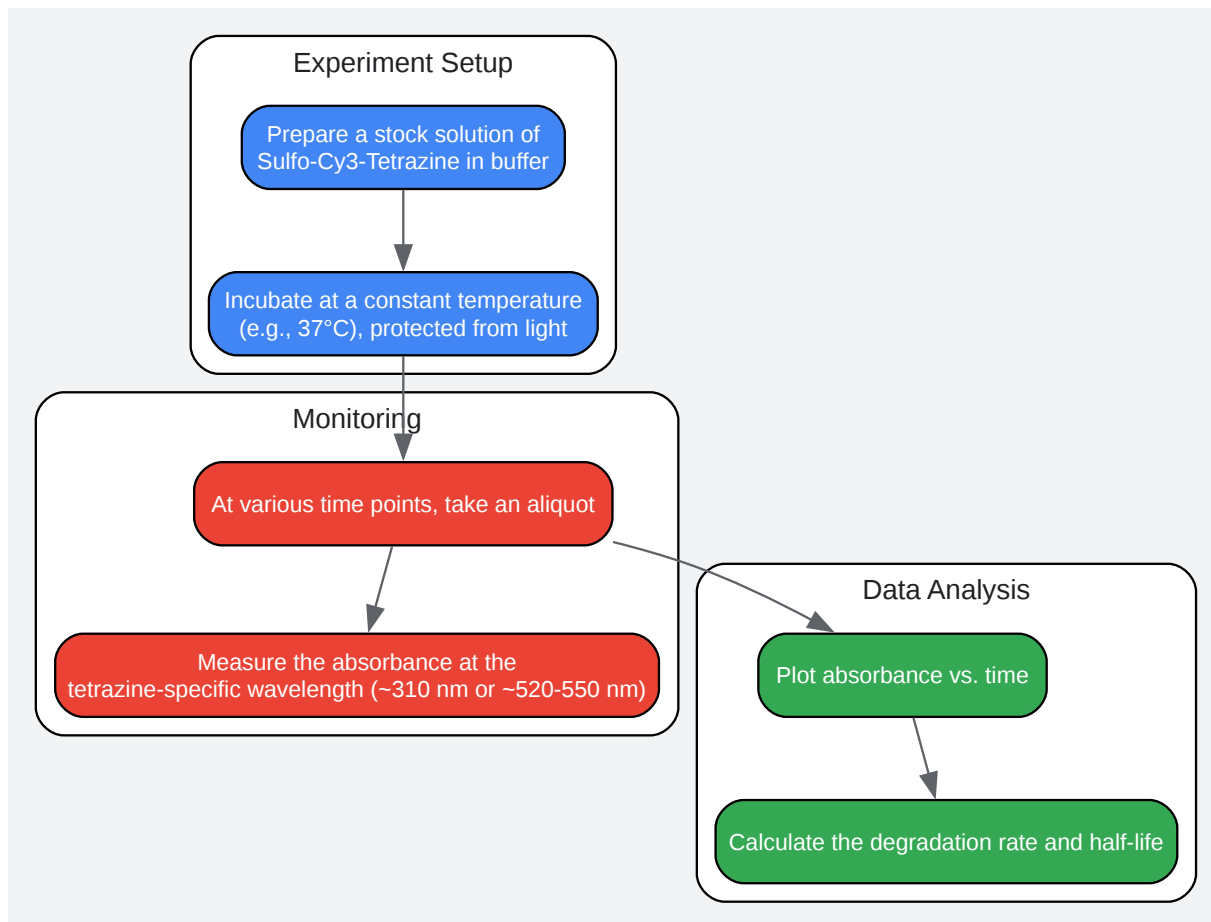 Experiment Setup
Prepare a stock solution of
Sulfo-Cy3-Tetrazine in buffer
Incubate at a constant temperature
(e.g., 37°C), protected from light
Monitoring
At various time points, take an aliquot
Measure the absorbance at the
tetrazine-specific wavelength (~310 nm or ~520-550 nm)
Data Analysis
Plot absorbance vs. time
Calculate the degradation rate and half-life